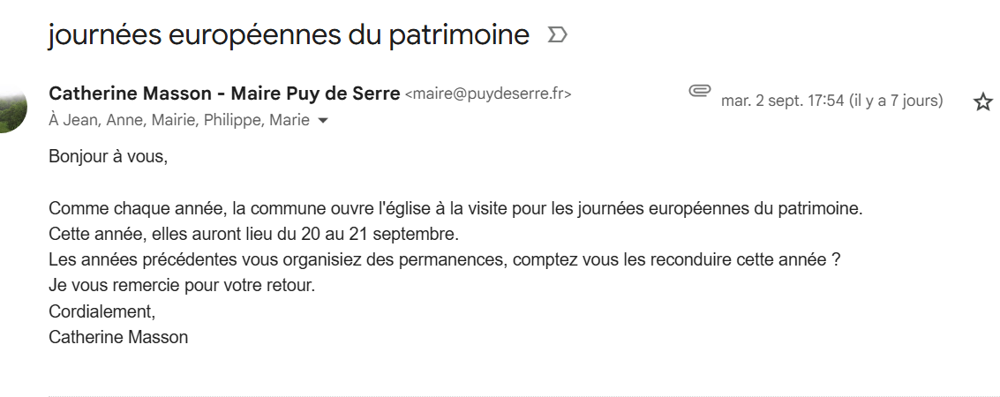 journées européennes du patrimoine
Catherine Masson - Maire Puy de Serre <maire@puydeserre.fr>
mar. 2 sept. 17:54 (il y a 7 jours)
À Jean, Anne, Mairie, Philippe, Marie
Bonjour à vous,
Comme chaque année, la commune ouvre l'église à la visite pour les journées européennes du patrimoine.
Cette année, elles auront lieu du 20 au 21 septembre.
Les années précédentes vous organisiez des permanences, comptez vous les reconduire cette année ?
Je vous remercie pour votre retour.
Cordialement,
Catherine Masson